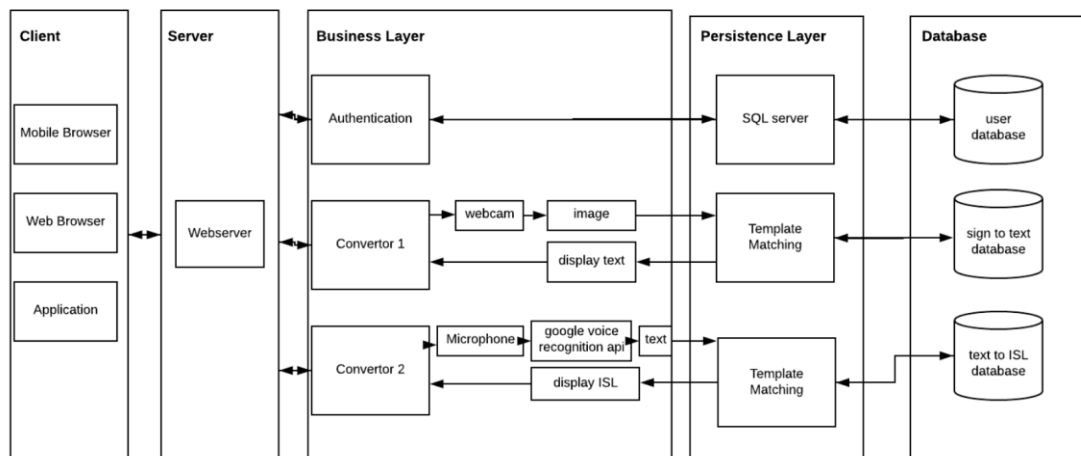 Client
Server
Business Layer
Persistence Layer
Database
Mobile Browser
Web Browser
Application
Webserver
Authentication
SQL server
user
database
Convertor 1
webcam
image
display text
Template
Matching
sign to text
database
Convertor 2
Microphone
google voice
recognition api
text
display ISL
Template
Matching
text to ISL
database